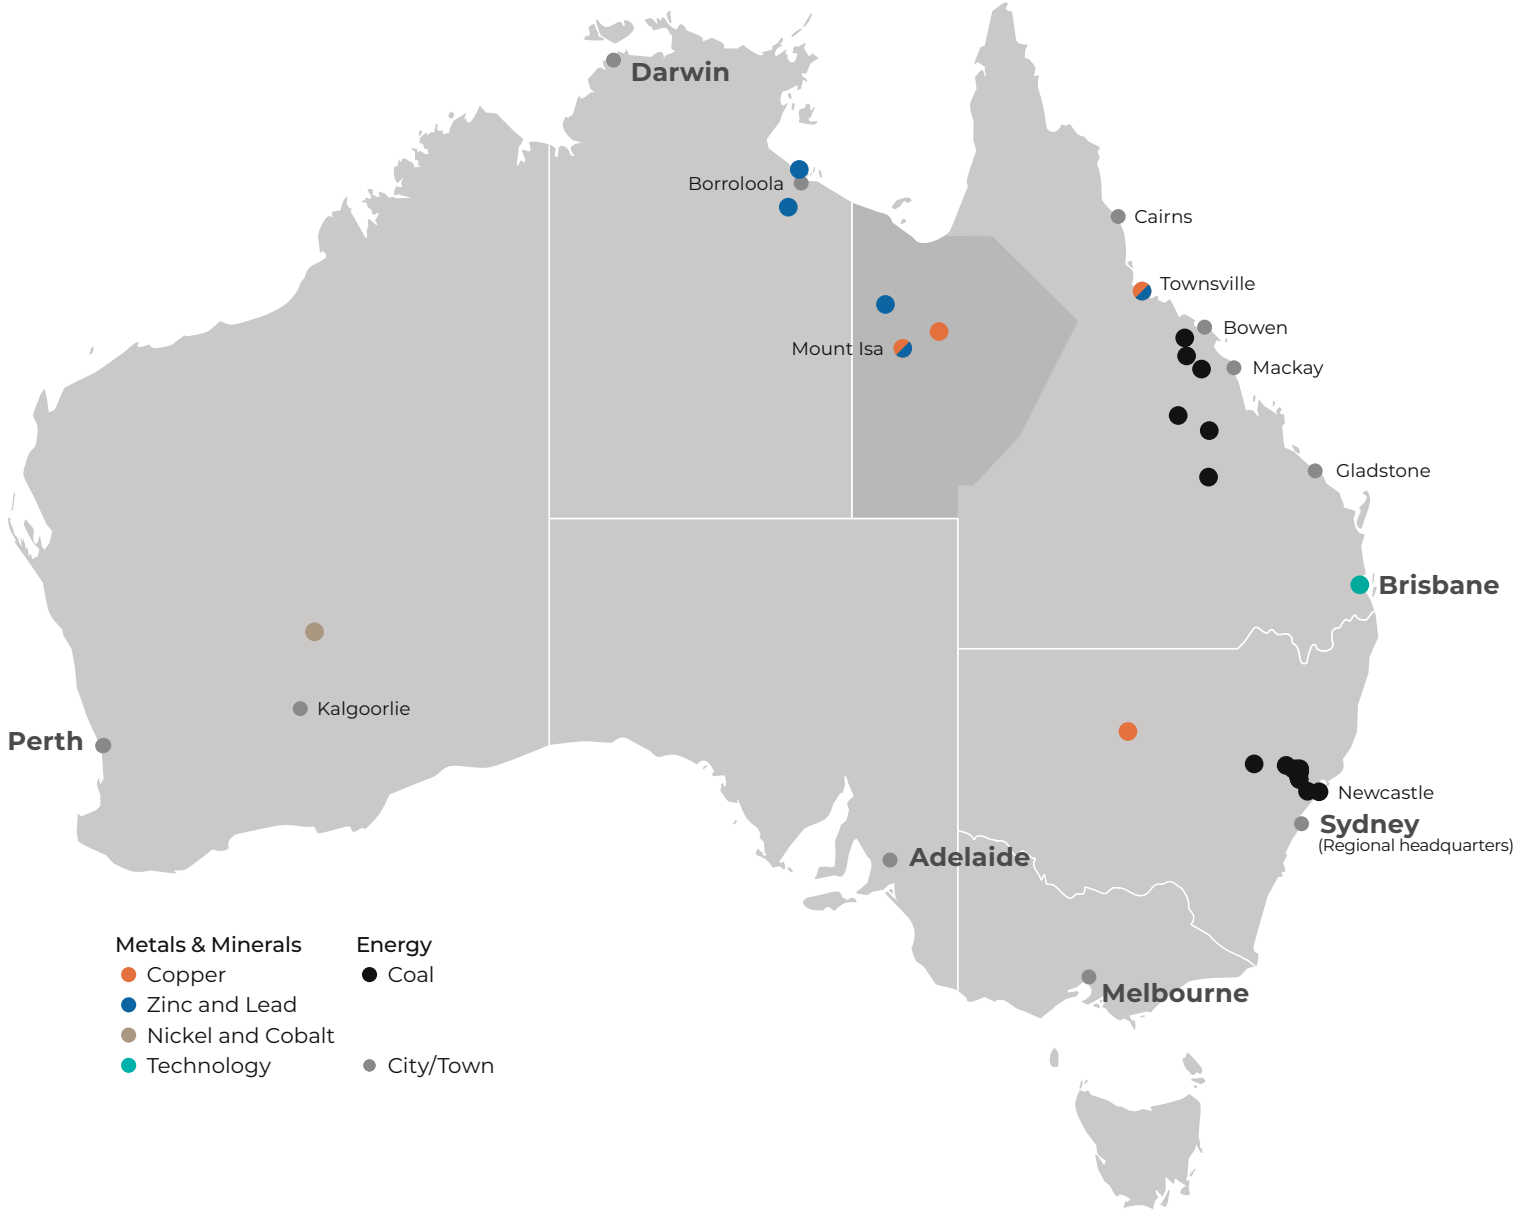 Darwin
Borroloola
Cairns
Townsville
Bowen
Mount Isa
Mackay
Gladstone
Brisbane
Kalgoorlie
Perth
Newcastle
Sydney
(Regional headquarters)
Adelaide
Melbourne
Metals & Minerals
Copper
Zinc and Lead
Nickel and Cobalt
Technology
Energy
Coal
City/Town